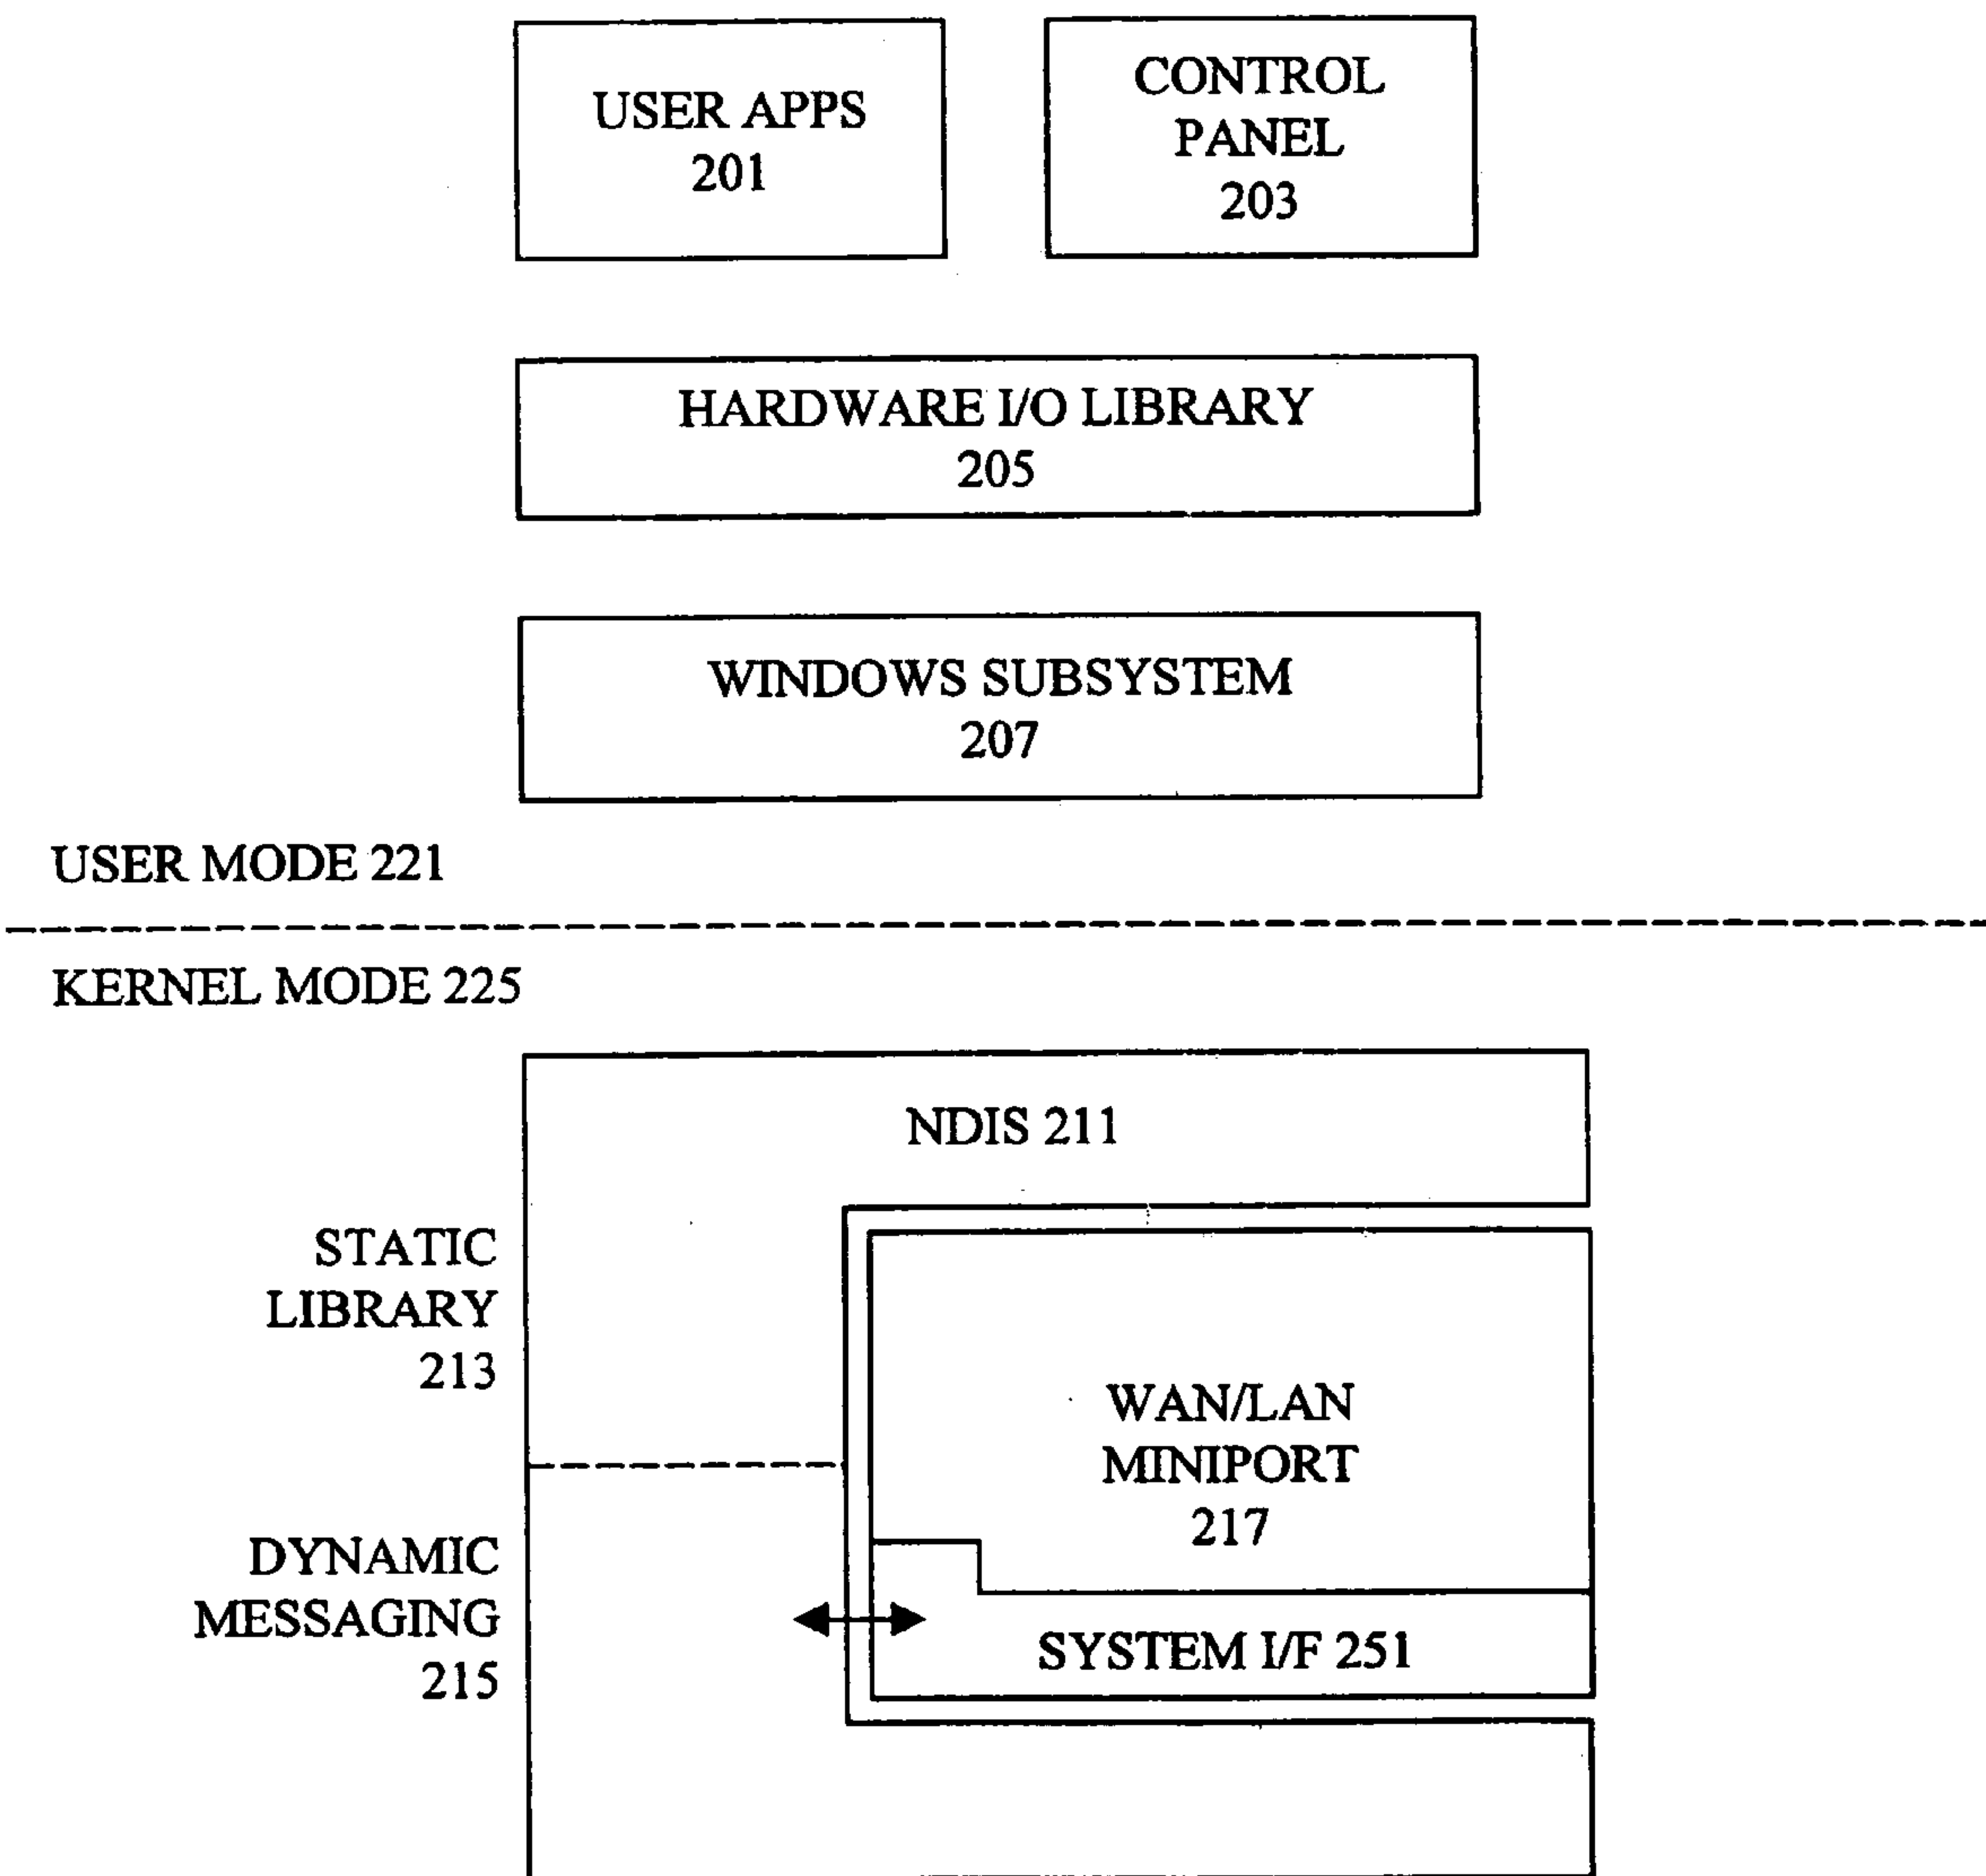 USER APPS
201
CONTROL
PANEL
203
HARDWARE I/O LIBRARY
205
WINDOWS SUBSYSTEM
207
USER MODE 221
KERNEL MODE 225
NDIS 211
STATIC
LIBRARY
213
WAN/LAN
MINIPORT
217
DYNAMIC
MESSAGING
215
SYSTEM I/F 251